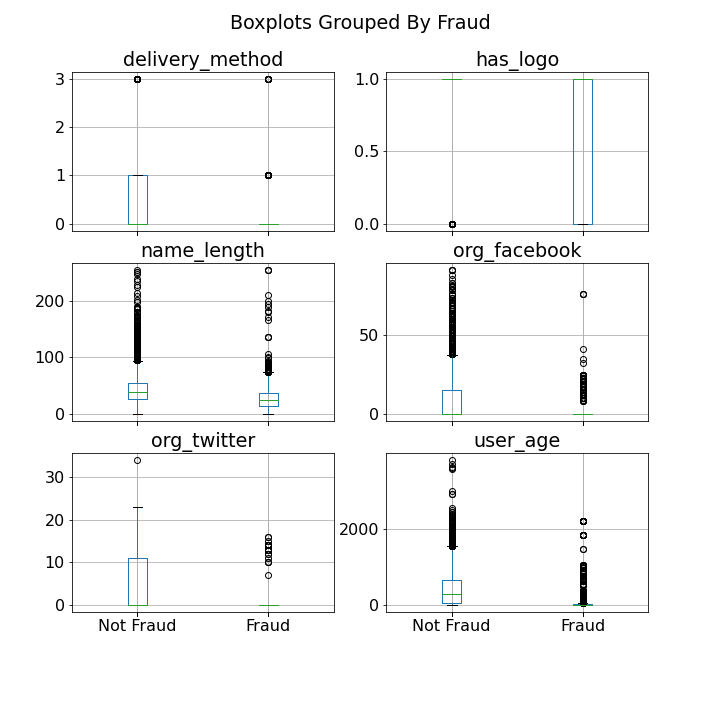 Boxplots Grouped By Fraud
delivery_method
3
2
1
0
has_logo
1.0
0.5
0.0
name_length
200
100
0
org_facebook
50
0
org_twitter
30
20
10
0
Not Fraud
Fraud
user_age
2000
0
Not Fraud
Fraud